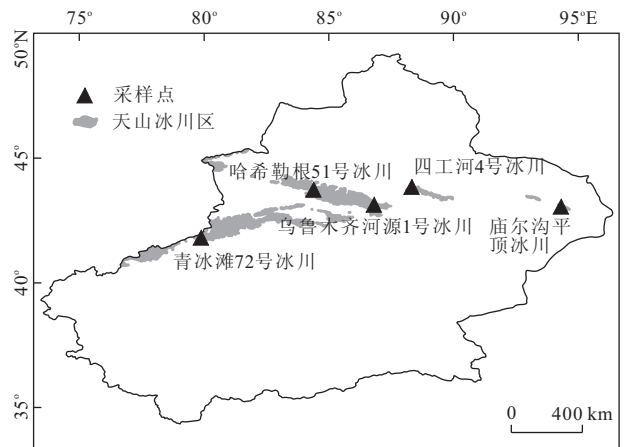 75° 80° 85° 90° 95°E
50°N
采样点
天山冰川区
45°
哈希勒根51号冰川
四工河4号冰川
乌鲁木齐河源1号冰川
庙尔沟平
顶冰川
青冰滩72号冰川
40°
35°
0 400 km